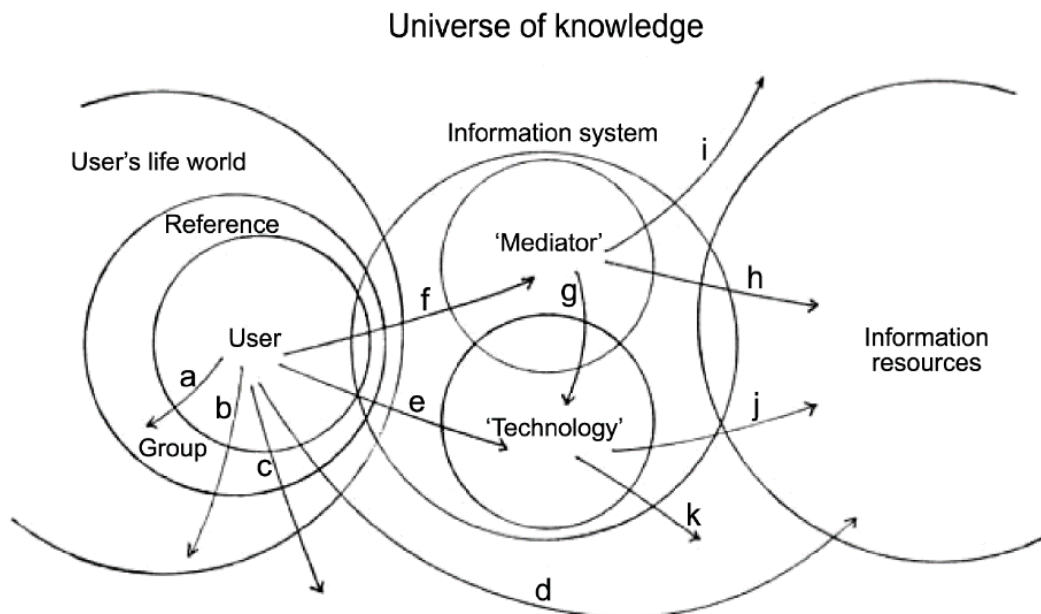 Universe of knowledge
Information system
User's life world
Reference
'Mediator'
User
'Technology'
Group
Information
resources
a
b
c
d
e
f
g
h
i
j
k